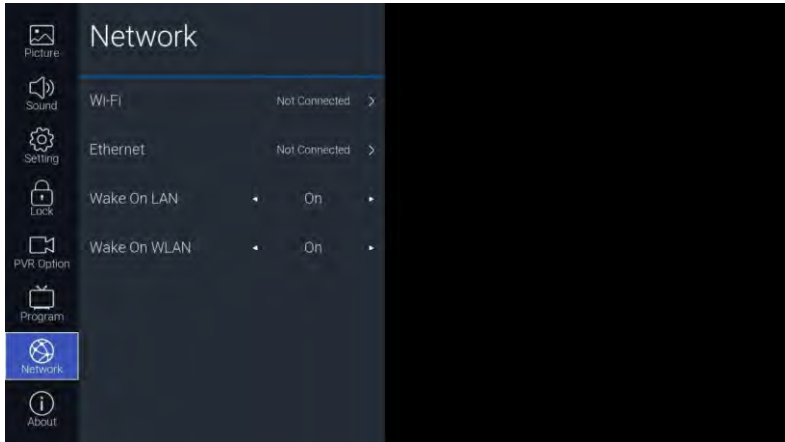 Picture
Sound
Setting
Lock
PVR Option
Program
Network
About
Network
Wi-Fi Not Connected >
Ethernet Not Connected >
Wake On LAN ◂ On ▸
Wake On WLAN ◂ On ▸